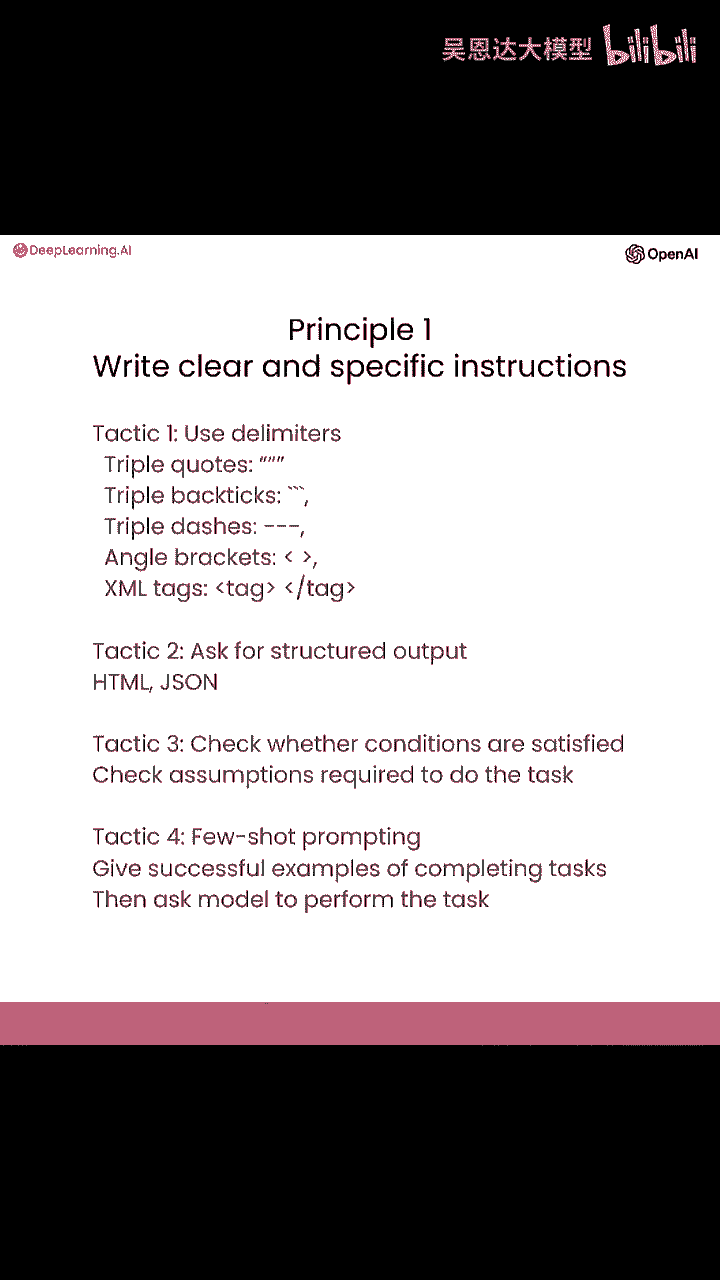 吴恩达大模型 bilibili
DeepLearning.AI
OpenAI
Principle 1
Write clear and specific instructions
Tactic 1: Use delimiters
Triple quotes: """
Triple backticks: ```,
Triple dashes: ---,
Angle brackets: < >,
XML tags: <tag> </tag>
Tactic 2: Ask for structured output
HTML, JSON
Tactic 3: Check whether conditions are satisfied
Check assumptions required to do the task
Tactic 4: Few-shot prompting
Give successful examples of completing tasks
Then ask model to perform the task